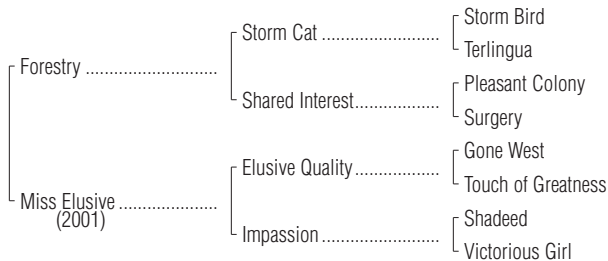 Storm Bird
Storm Cat ..................
Terlingua
Forestry ....................
Pleasant Colony
Shared Interest.............
Surgery
Gone West
Elusive Quality .............
Touch of Greatness
Miss Elusive ...............
(2001)
Shadeed
Impassion ..................
Victorious Girl